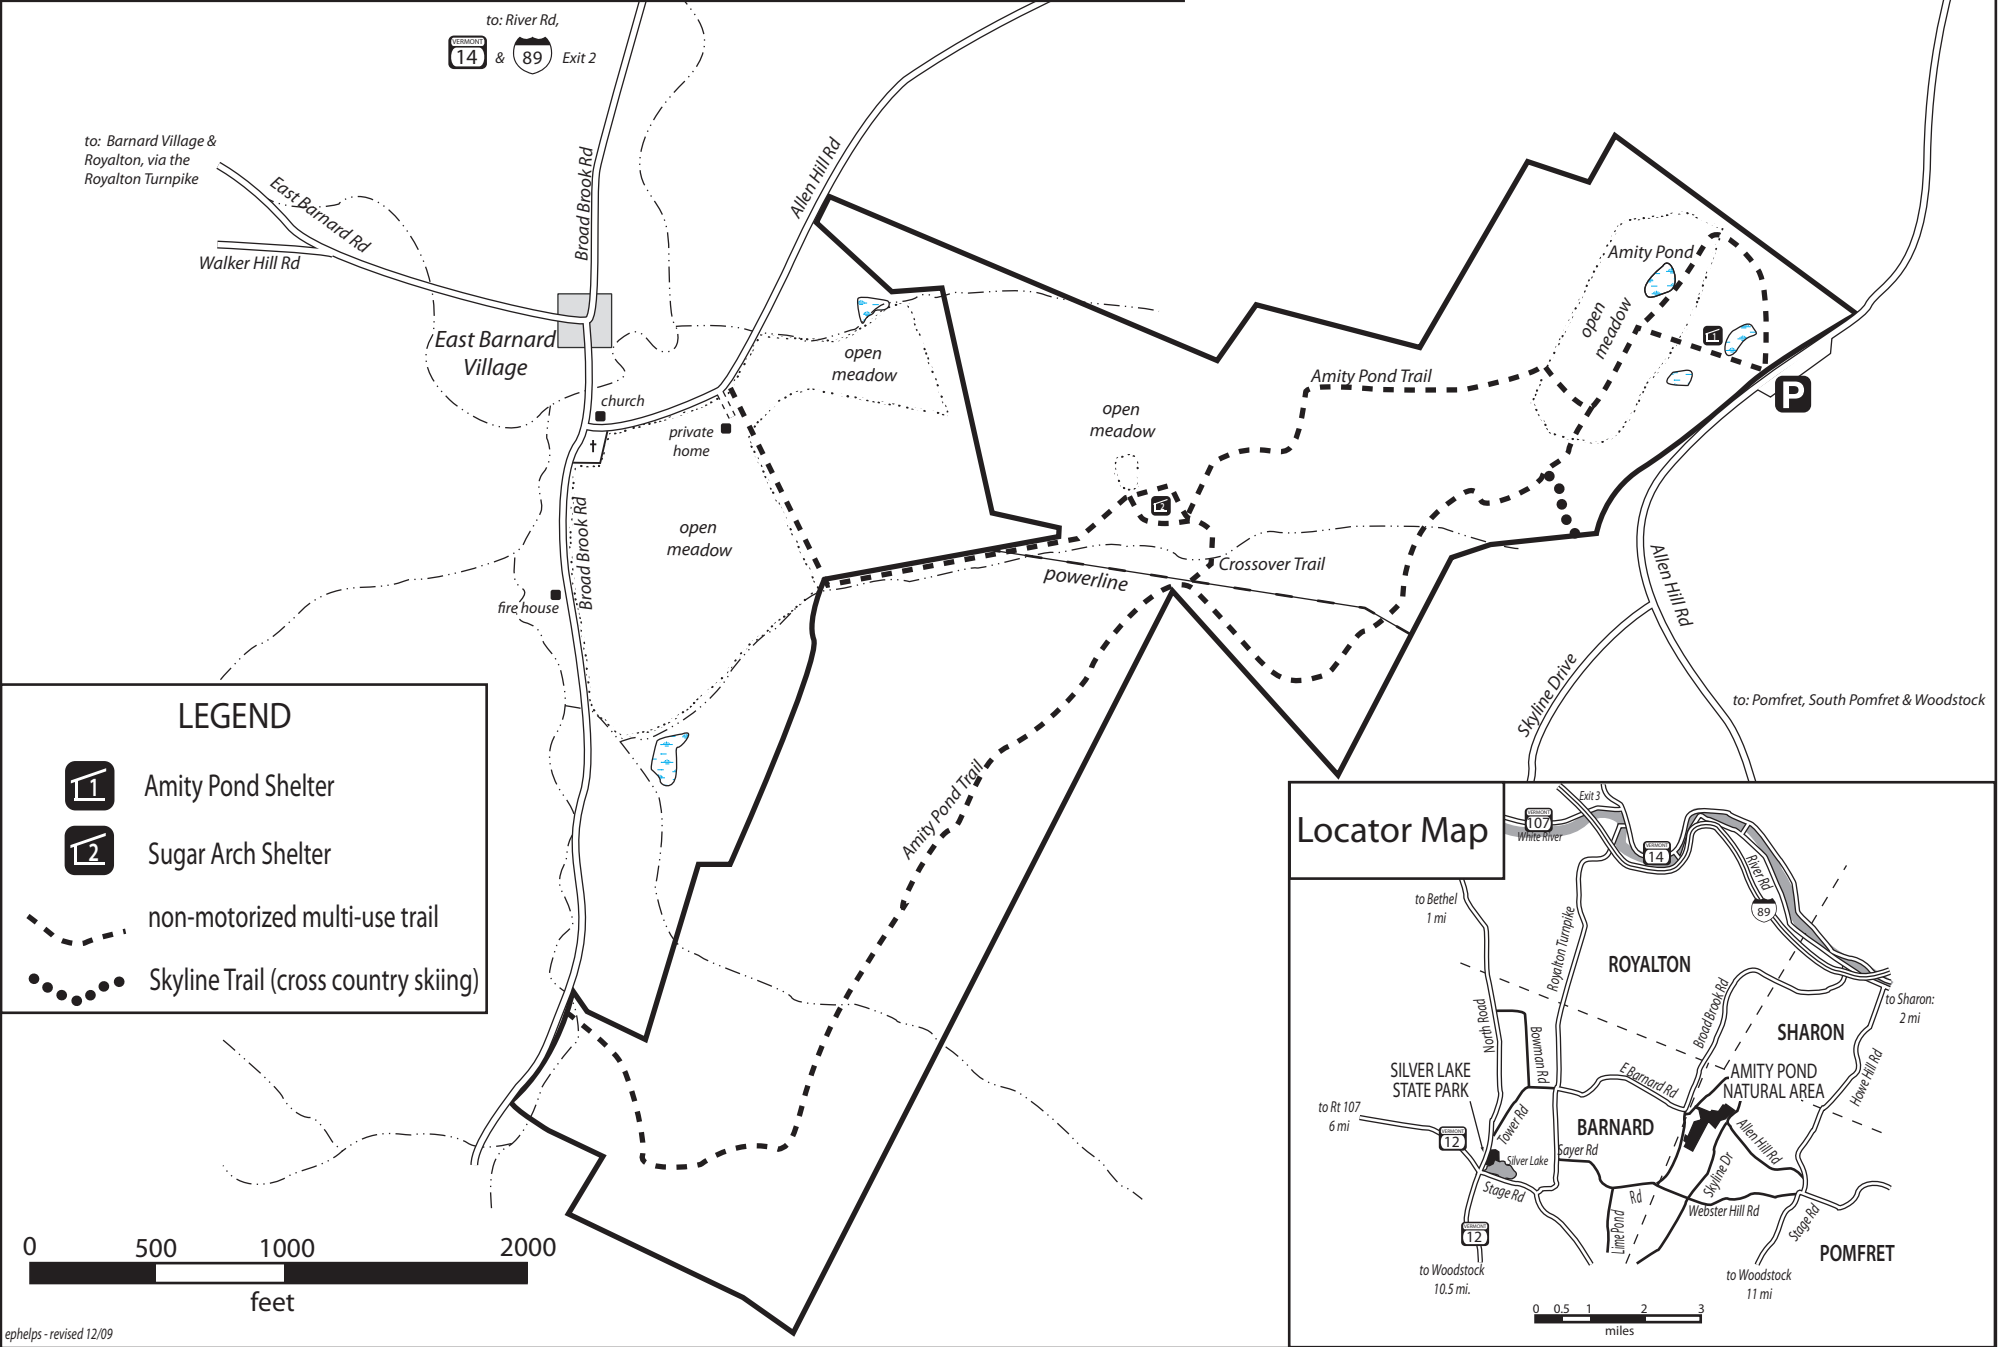 to: River Rd,
VERMONT
14
&
89
Exit 2
to: Barnard Village &
Royalton, via the
Royalton Turnpike
East Barnard Rd
Walker Hill Rd
Broad Brook Rd
Allen Hill Rd
East Barnard
Village
church
private
home
open
meadow
open
meadow
fire house
Broad Brook Rd
open
meadow
Amity Pond Trail
Amity Pond
open
meadow
1
P
2
Crossover Trail
powerline
Allen Hill Rd
Skyline Drive
to: Pomfret, South Pomfret & Woodstock
Amity Pond Trail
LEGEND
1
Amity Pond Shelter
2
Sugar Arch Shelter
non-motorized multi-use trail
Skyline Trail (cross country skiing)
0 500 1000 2000
feet
ephelps - revised 12/09
Locator Map
Exit 3
VERMONT
107
White River
VERMONT
14
River Rd
89
to Bethel
1 mi
Royalton Turnpike
ROYALTON
North Road
Broad Brook Rd
to Sharon:
2 mi
SHARON
Bowman Rd
SILVER LAKE
STATE PARK
E Barnard Rd
AMITY POND
NATURAL AREA
Howe Hill Rd
to Rt 107
6 mi
VERMONT
12
Tower Rd
BARNARD
Allen Hill Rd
Silver Lake
Sayer Rd
Skyline Dr
Stage Rd
Rd
Lime Pond
Webster Hill Rd
Stage Rd
VERMONT
12
POMFRET
to Woodstock
10.5 mi.
to Woodstock
11 mi
0 0.5 1 2 3
miles